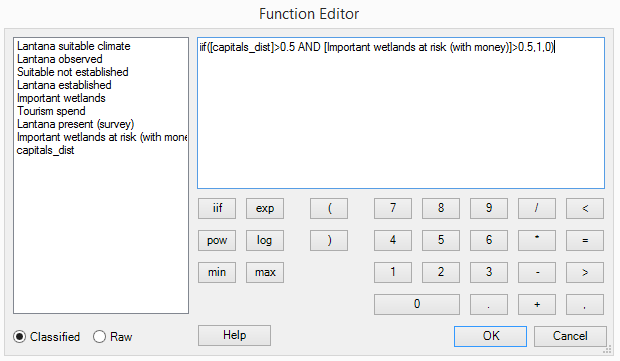 Function Editor
Lantana suitable climate
Lantana observed
Suitable not established
Lantana established
Important wetlands
Tourism spend
Lantana present (survey)
Important wetlands at risk (with mone
capitals_dist
iif([capitals_dist]>0.5 AND [Important wetlands at risk (with money)]>0.5,1,0)
iif exp ( 7 8 9 / <
pow log ) 4 5 6 * =
min max 1 2 3 - >
0 . + ,
Classified Raw Help OK Cancel